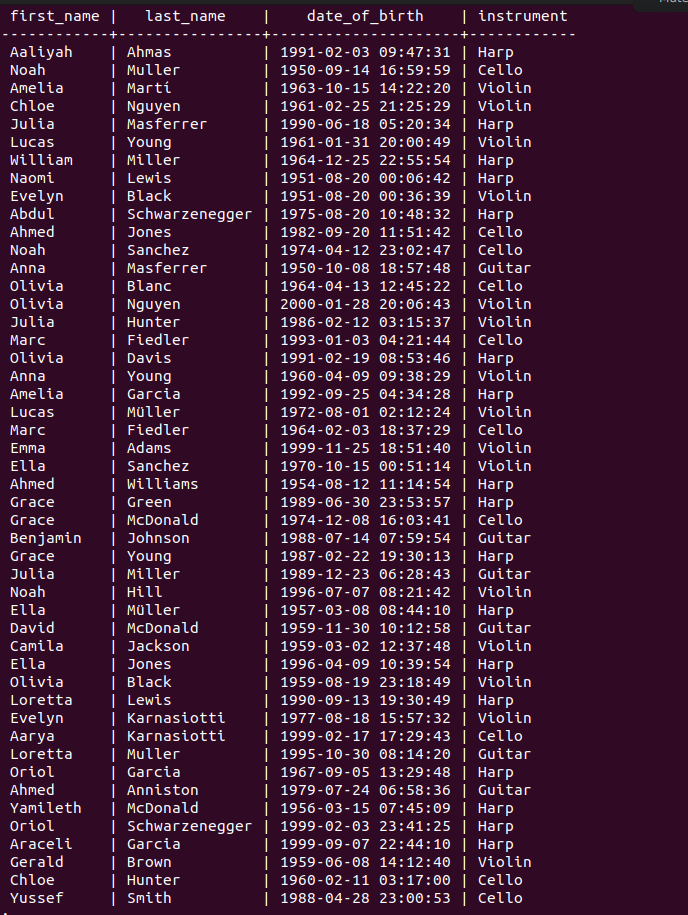 first_name |   last_name    |    date_of_birth    | instrument
------------+----------------+---------------------+------------
Aaliyah    | Ahmas          | 1991-02-03 09:47:31 | Harp
Noah       | Muller         | 1950-09-14 16:59:59 | Cello
Amelia     | Martí          | 1963-10-15 14:22:20 | Violin
Chloe      | Nguyen         | 1961-02-25 21:25:29 | Violin
Julia      | Masferrer      | 1990-06-18 05:20:34 | Harp
Lucas      | Young          | 1961-01-31 20:00:49 | Violin
William    | Miller         | 1964-12-25 22:55:54 | Harp
Naomi      | Lewis          | 1951-08-20 00:06:42 | Harp
Evelyn     | Black          | 1951-08-20 00:36:39 | Violin
Abdul      | Schwarzenegger | 1975-08-20 10:48:32 | Harp
Ahmed      | Jones          | 1982-09-20 11:51:42 | Cello
Noah       | Sanchez        | 1974-04-12 23:02:47 | Cello
Anna       | Masferrer      | 1950-10-08 18:57:48 | Guitar
Olivia     | Blanc          | 1964-04-13 12:45:22 | Cello
Olivia     | Nguyen         | 2000-01-28 20:06:43 | Violin
Julia      | Hunter         | 1986-02-12 03:15:37 | Violin
Marc       | Fiedler        | 1993-01-03 04:21:44 | Cello
Olivia     | Davis          | 1991-02-19 08:53:46 | Harp
Anna       | Young          | 1960-04-09 09:38:29 | Violin
Amelia     | Garcia         | 1992-09-25 04:34:28 | Harp
Lucas      | Müller         | 1972-08-01 02:12:24 | Violin
Marc       | Fiedler        | 1964-02-03 18:37:29 | Cello
Emma       | Adams          | 1999-11-25 18:51:40 | Violin
Ella       | Sanchez        | 1970-10-15 00:51:14 | Violin
Ahmed      | Williams       | 1954-08-12 11:14:54 | Harp
Grace      | Green          | 1989-06-30 23:53:57 | Harp
Grace      | McDonald       | 1974-12-08 16:03:41 | Cello
Benjamin   | Johnson        | 1988-07-14 07:59:54 | Guitar
Grace      | Young          | 1987-02-22 19:30:13 | Harp
Julia      | Miller         | 1989-12-23 06:28:43 | Guitar
Noah       | Hill           | 1996-07-07 08:21:42 | Violin
Ella       | Müller         | 1957-03-08 08:44:10 | Harp
David      | McDonald       | 1959-11-30 10:12:58 | Guitar
Camila     | Jackson        | 1959-03-02 12:37:48 | Violin
Ella       | Jones          | 1996-04-09 10:39:54 | Harp
Olivia     | Black          | 1959-08-19 23:18:49 | Violin
Loretta    | Lewis          | 1990-09-13 19:30:49 | Harp
Evelyn     | Karnasiotti    | 1977-08-18 15:57:32 | Violin
Aarya      | Karnasiotti    | 1999-02-17 17:29:43 | Cello
Loretta    | Muller         | 1995-10-30 08:14:20 | Guitar
Oriol      | Garcia         | 1967-09-05 13:29:48 | Harp
Ahmed      | Anniston       | 1979-07-24 06:58:36 | Guitar
Yamileth   | McDonald       | 1956-03-15 07:45:09 | Harp
Oriol      | Schwarzenegger | 1999-02-03 23:41:25 | Harp
Araceli    | Garcia         | 1999-09-07 22:44:10 | Harp
Gerald     | Brown          | 1959-06-08 14:12:40 | Violin
Chloe      | Hunter         | 1960-02-11 03:17:00 | Cello
Yussef     | Smith          | 1988-04-28 23:00:53 | Cello